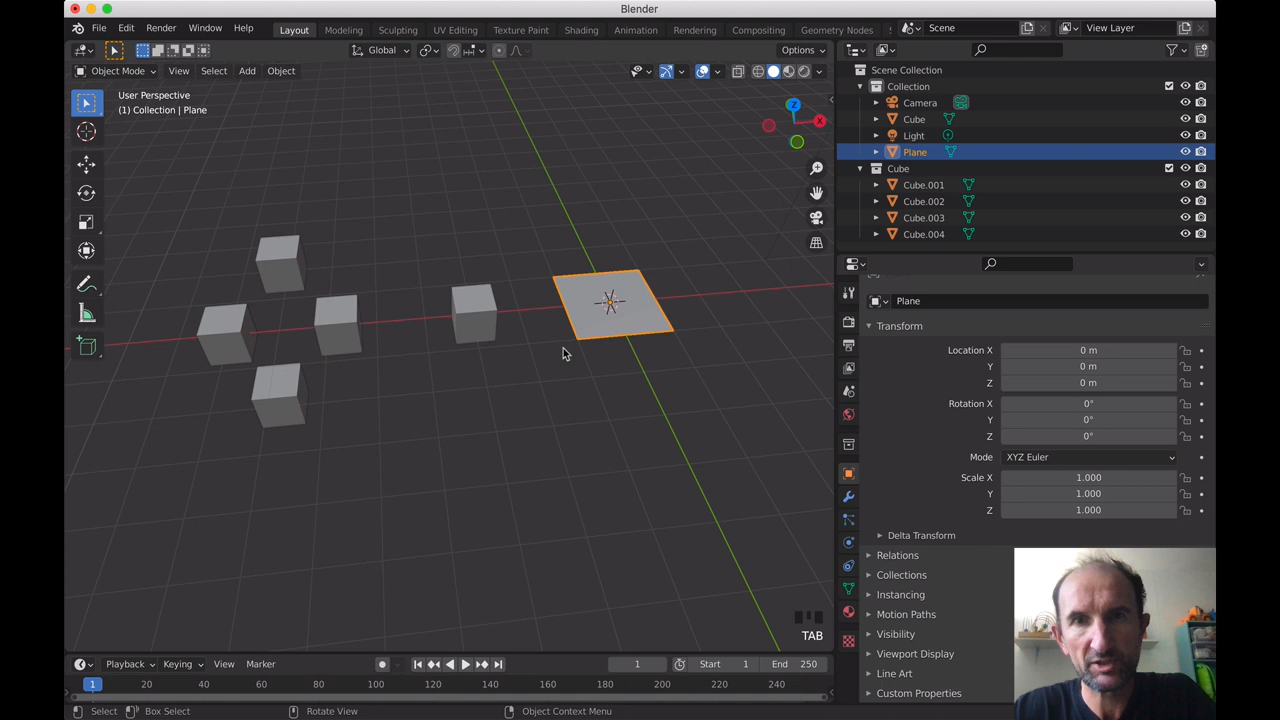 Blender
File Edit Render Window Help
Layout Modeling Sculpting UV Editing Texture Paint Shading Animation Rendering Compositing Geometry Nodes
Scene
View Layer
Global
Options
Object Mode View Select Add Object
User Perspective
(1) Collection | Plane
Z
X
Scene Collection
Collection
Camera
Cube
Light
Plane
Cube
Cube.001
Cube.002
Cube.003
Cube.004
Plane
Transform
Location X 0 m
Y 0 m
Z 0 m
Rotation X 0°
Y 0°
Z 0°
Mode XYZ Euler
Scale X 1.000
Y 1.000
Z 1.000
Delta Transform
Relations
Collections
Instancing
Motion Paths
Visibility
Viewport Display
Line Art
Custom Properties
TAB
Playback Keying View Marker
1
Start 1
End 250
1 20 40 60 80 100 120 140 160 180 200 220 240
Select Box Select Rotate View Object Context Menu